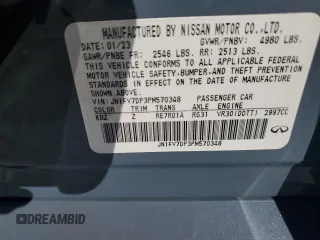 MANUFACTURED BY NISSAN MOTOR CO.,LTD.
DATE: 01/23 GVWR/PNBV: 4980 LBS.
GAWR/PNBE FR: 2546 LBS. RR: 2513 LBS.
THIS VEHICLE CONFORMS TO ALL APPLICABLE FEDERAL
MOTOR VEHICLE SAFETY, BUMPER, AND THEFT PREVENTION
STANDARDS IN EFFECT ON THE DATE OF
MANUFACTURE SHOWN ABOVE.
VIN: JN1FV7DP3PM570348 PASSENGER CAR
COLOR TRIM TRANS AXLE ENGINE
KBZ Z RE7R01A RG31 VR30(DDTT) 2997CC
JN1FV7DP3PM570348
INFINITI
DREAMBID